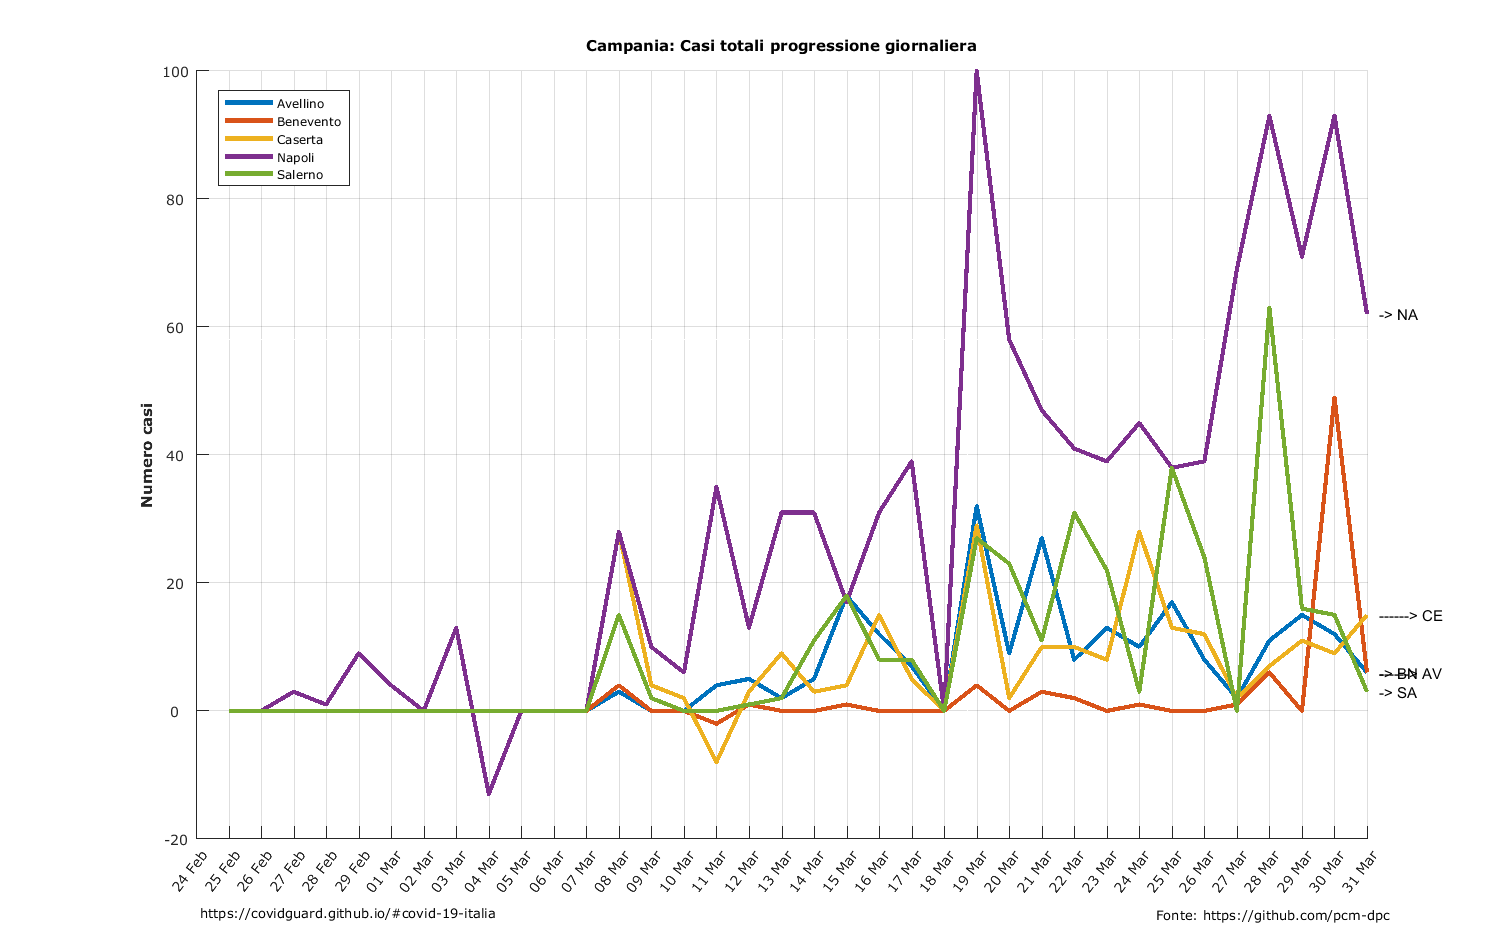 Campania: Casi totali progressione giornaliera
100
80
60
40
20
0
-20
Numero casi
Avellino
Benevento
Caserta
Napoli
Salerno
-> NA
------> CE
-> BN
AV
-> SA
24 Feb
25 Feb
26 Feb
27 Feb
28 Feb
29 Feb
01 Mar
02 Mar
03 Mar
04 Mar
05 Mar
06 Mar
07 Mar
08 Mar
09 Mar
10 Mar
11 Mar
12 Mar
13 Mar
14 Mar
15 Mar
16 Mar
17 Mar
18 Mar
19 Mar
20 Mar
21 Mar
22 Mar
23 Mar
24 Mar
25 Mar
26 Mar
27 Mar
28 Mar
29 Mar
30 Mar
31 Mar
https://covidguard.github.io/#covid-19-italia
Fonte: https://github.com/pcm-dpc